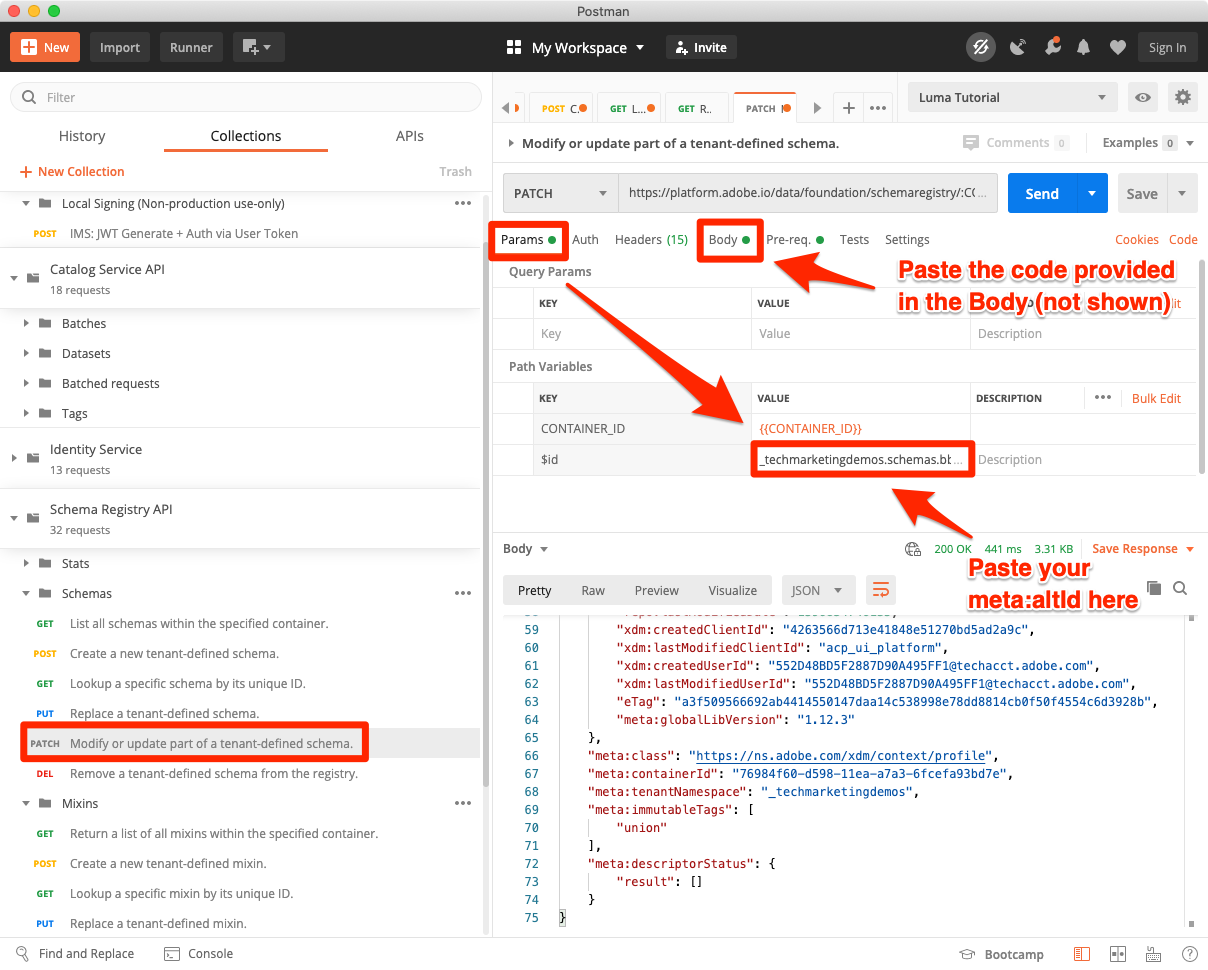 Postman
New
Import
Runner
My Workspace
Invite
Sign In
Filter
History
Collections
APIs
New Collection
Trash
Local Signing (Non-production use-only)
POST IMS: JWT Generate + Auth via User Token
Catalog Service API
18 requests
Batches
Datasets
Batched requests
Tags
Identity Service
13 requests
Schema Registry API
32 requests
Stats
Schemas
GET List all schemas within the specified container.
POST Create a new tenant-defined schema.
GET Lookup a specific schema by its unique ID.
PUT Replace a tenant-defined schema.
PATCH Modify or update part of a tenant-defined schema.
DEL Remove a tenant-defined schema from the registry.
Mixins
GET Return a list of all mixins within the specified container.
POST Create a new tenant-defined mixin.
GET Lookup a specific mixin by its unique ID.
PUT Replace a tenant-defined mixin.
POST C.
GET L...
GET R..
PATCH
Luma Tutorial
Modify or update part of a tenant-defined schema.
Comments 0
Examples 0
PATCH
https://platform.adobe.io/data/foundation/schemaregistry/:CC...
Send
Save
Params
Auth
Headers (15)
Body
Pre-req.
Tests
Settings
Cookies
Code
Paste the code provided
in the Body (not shown)
Query Params
KEY VALUE
Key Value Description
Path Variables
KEY VALUE DESCRIPTION Bulk Edit
CONTAINER_ID {{CONTAINER_ID}}
$id _techmarketingdemos.schemas.bb... Description
Paste your
meta:altId here
Body
200 OK 441 ms 3.31 KB Save Response
Pretty Raw Preview Visualize JSON
59 "xdm:createdClientId": "4263566d713e41848e51270bd5ad2a9c",
60 "xdm:lastModifiedClientId": "acp_ui_platform",
61 "xdm:createdUserId": "552D48BD5F2887D90A495FF1@techacct.adobe.com",
62 "xdm:lastModifiedUserId": "552D48BD5F2887D90A495FF1@techacct.adobe.com",
63 "eTag": "a3f509566692ab4414550147daa14c538998e78dd8814cb0f50f4554c6d3928b",
64 "meta:globalLibVersion": "1.12.3"
65 },
66 "meta:class": "https://ns.adobe.com/xdm/context/profile",
67 "meta:containerId": "76984f60-d598-11ea-a7a3-6fcefa93bd7e",
68 "meta:tenantNamespace": "_techmarketingdemos",
69 "meta:immutableTags": [
70 "union"
71 ],
72 "meta:descriptorStatus": {
73 "result": []
74 }
75 }
Find and Replace
Console
Bootcamp